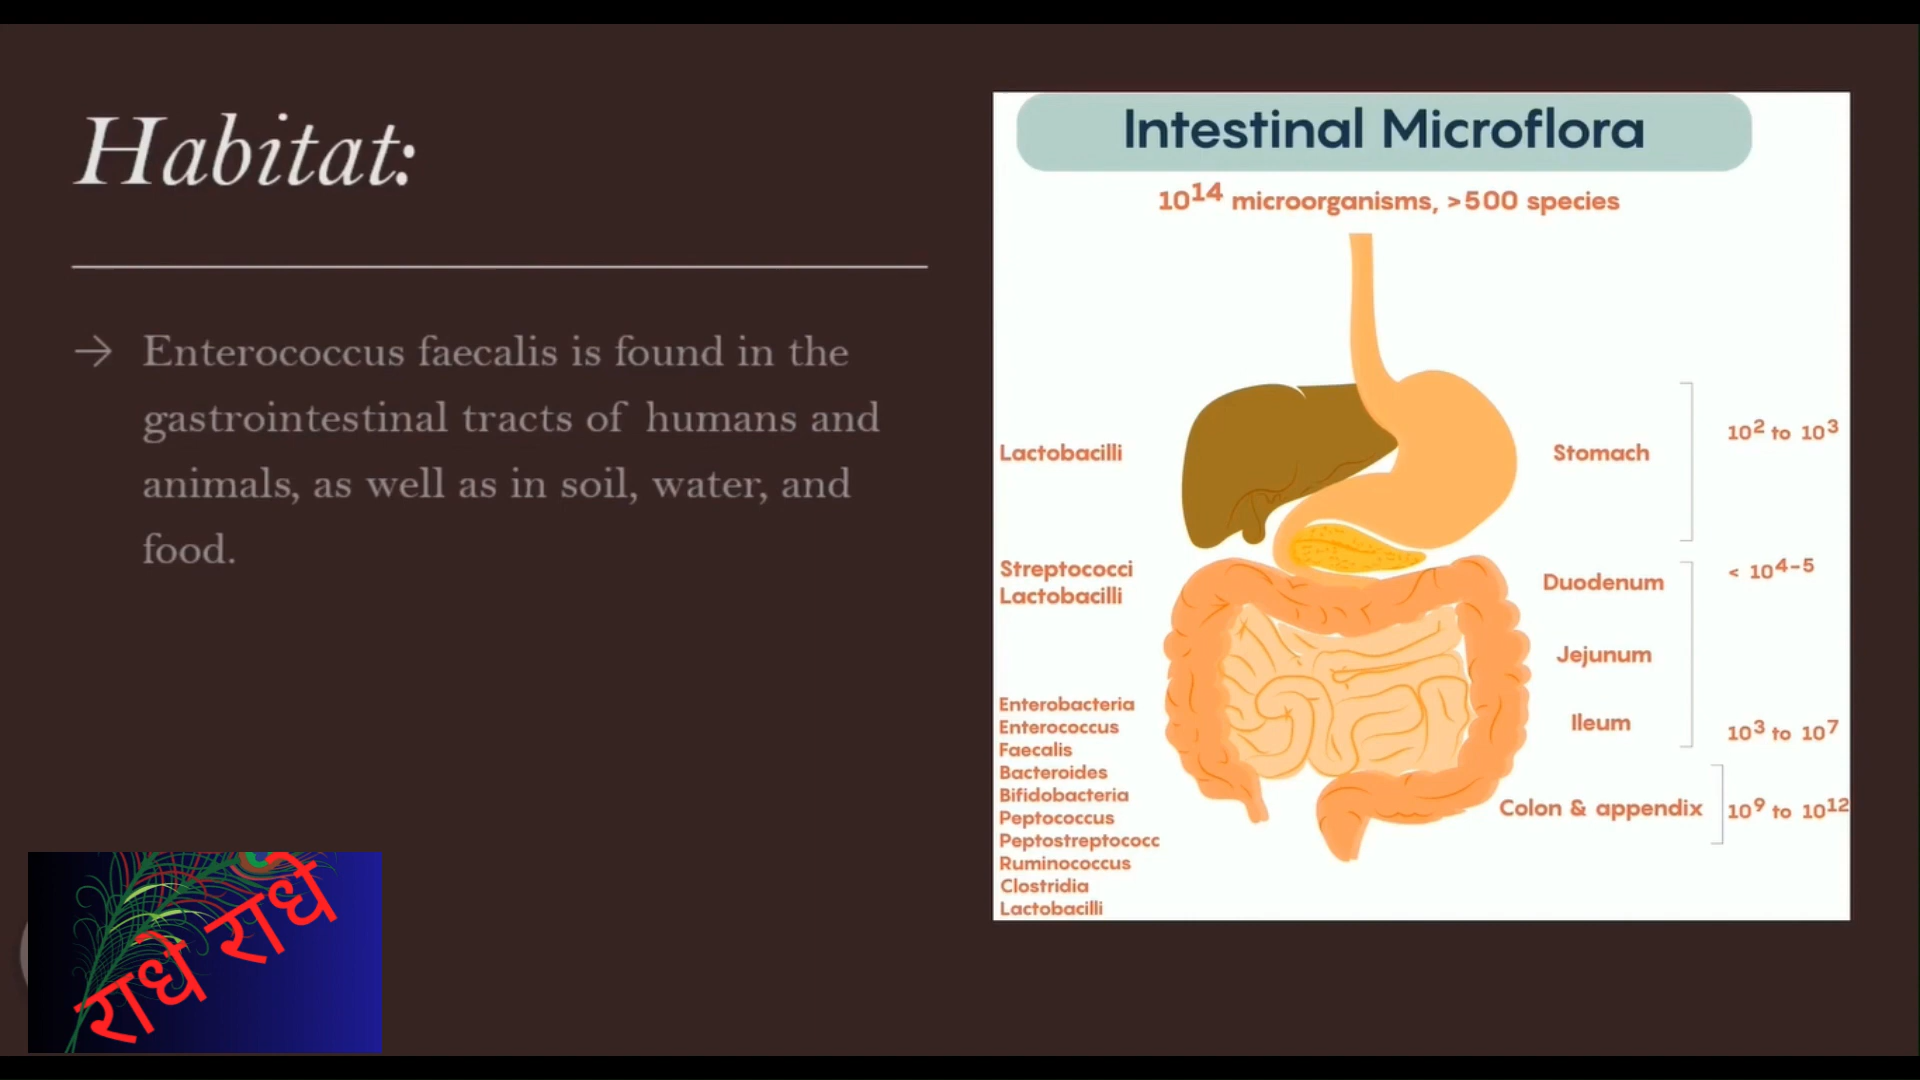 Habitat:
→ Enterococcus faecalis is found in the
gastrointestinal tracts of humans and
animals, as well as in soil, water, and
food.
Intestinal Microflora
10¹⁴ microorganisms, >500 species
Lactobacilli
Stomach
10² to 10³
Streptococci
Lactobacilli
Duodenum
< 10⁴⁻⁵
Jejunum
Ileum
10³ to 10⁷
Enterobacteria
Enterococcus
Faecalis
Bacteroides
Bifidobacteria
Peptococcus
Peptostreptococc
Ruminococcus
Clostridia
Lactobacilli
Colon & appendix
10⁹ to 10¹²
राधे राधे